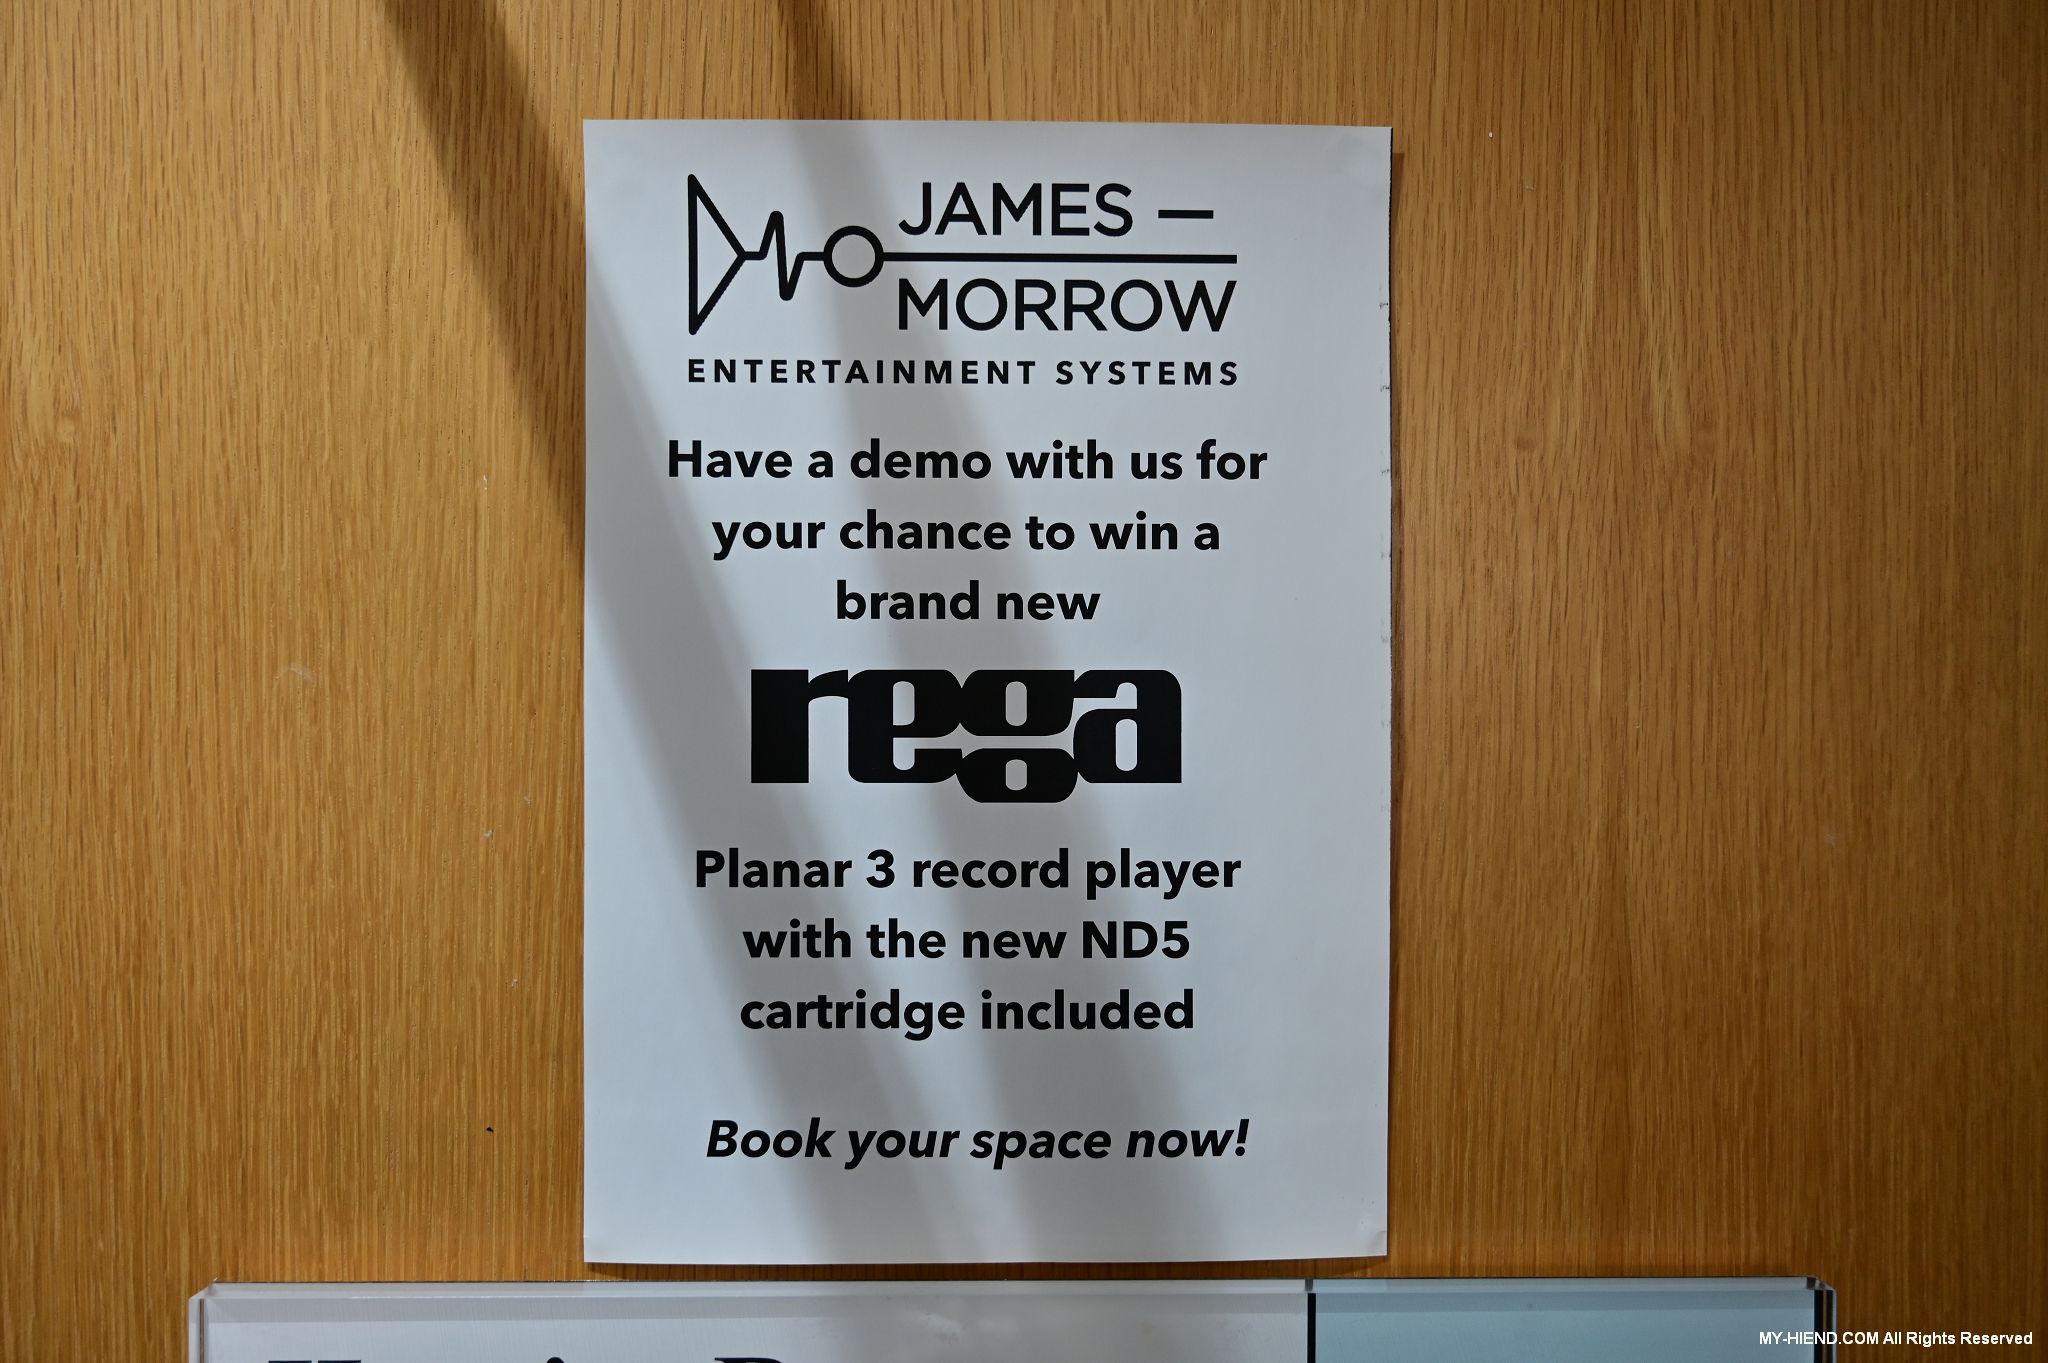 JAMES —
MORROW
ENTERTAINMENT SYSTEMS
Have a demo with us for
your chance to win a
brand new
rega
Planar 3 record player
with the new ND5
cartridge included
Book your space now!
MY-HIEND.COM All Rights Reserved